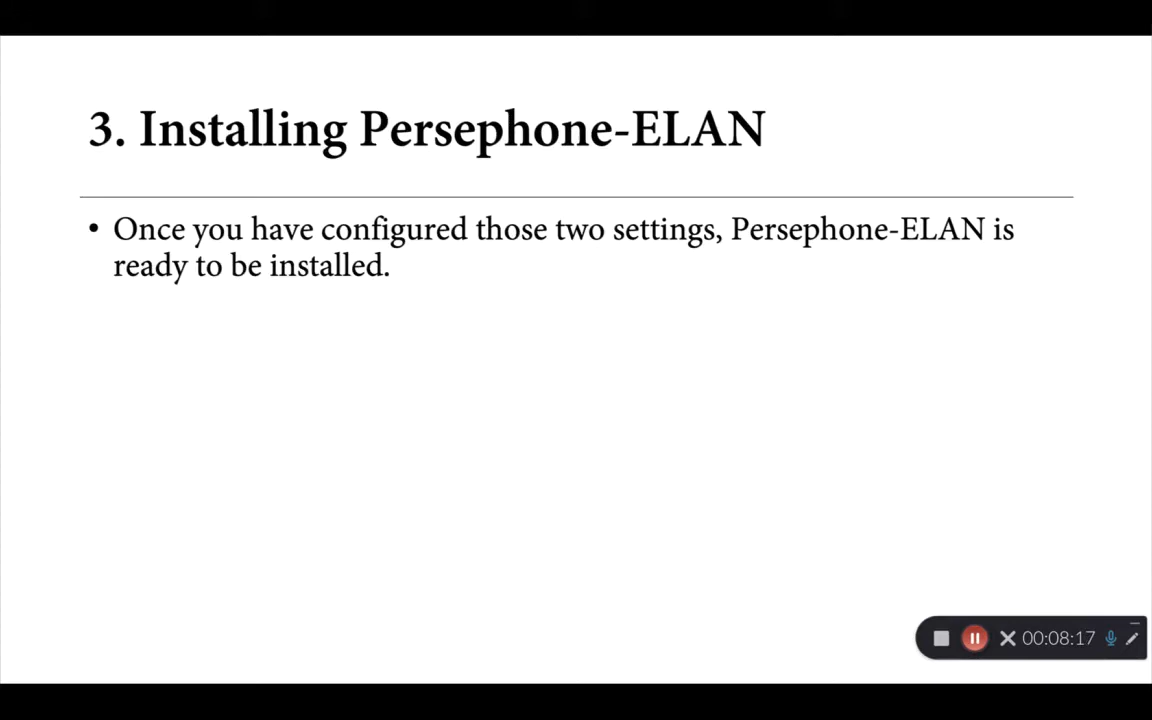 3. Installing Persephone-ELAN
• Once you have configured those two settings, Persephone-ELAN is
ready to be installed.
00:08:17